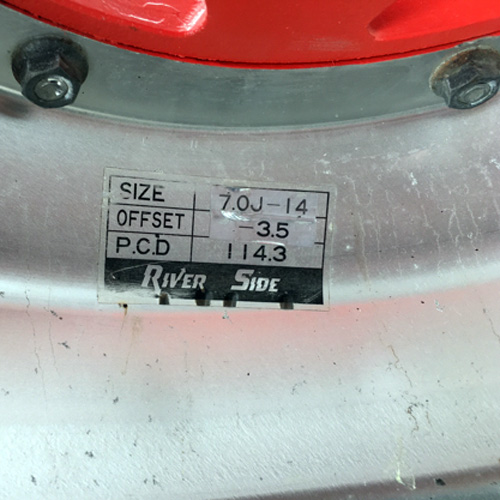 SIZE 7.0J-14
OFFSET -3.5
P.C.D 114.3
RIVER SIDE